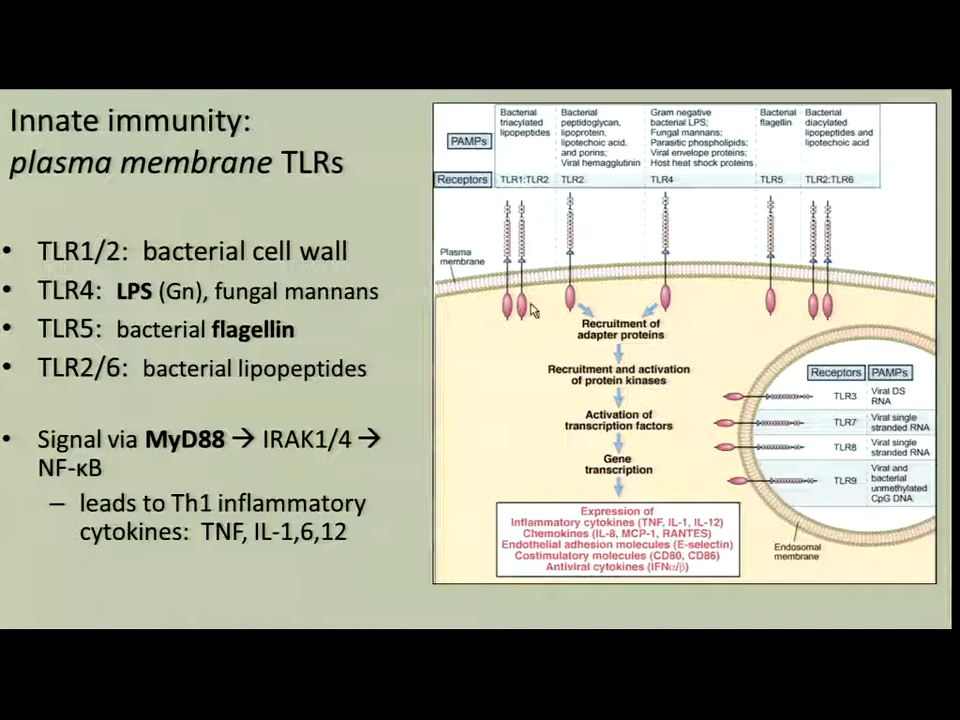 Innate immunity:
plasma membrane TLRs
• TLR1/2: bacterial cell wall
• TLR4: LPS (Gn), fungal mannans
• TLR5: bacterial flagellin
• TLR2/6: bacterial lipopeptides
• Signal via MyD88 → IRAK1/4 →
NF-κB
– leads to Th1 inflammatory
cytokines: TNF, IL-1,6,12
PAMPs
Bacterial
triacylated
lipopeptides
Bacterial
peptidoglycan,
lipoprotein,
lipotechoic acid,
and porins;
Viral hemagglutinin
Gram negative
bacterial LPS;
Fungal mannans;
Parasitic phospholipids;
Viral envelope proteins;
Host heat shock proteins
Bacterial
flagellin
Bacterial
diacylated
lipopeptides and
lipotechoic acid
Receptors
TLR1:TLR2
TLR2
TLR4
TLR5
TLR2:TLR6
Plasma
membrane
Recruitment of
adapter proteins
Recruitment and activation
of protein kinases
Activation of
transcription factors
Gene
transcription
Expression of
Inflammatory cytokines (TNF, IL-1, IL-12)
Chemokines (IL-8, MCP-1, RANTES)
Endothelial adhesion molecules (E-selectin)
Costimulatory molecules (CD80, CD86)
Antiviral cytokines (IFNα/β)
Receptors PAMPs
TLR3
Viral DS
RNA
TLR7
Viral single
stranded RNA
TLR8
Viral single
stranded RNA
TLR9
Viral and
bacterial
unmethylated
CpG DNA
Endosomal
membrane